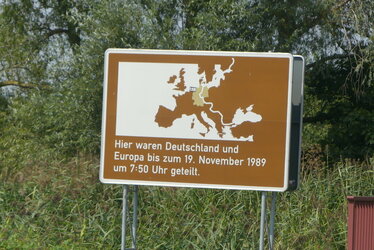 Hier waren Deutschland und
Europa bis zum 19. November 1989
um 7:50 Uhr geteilt.